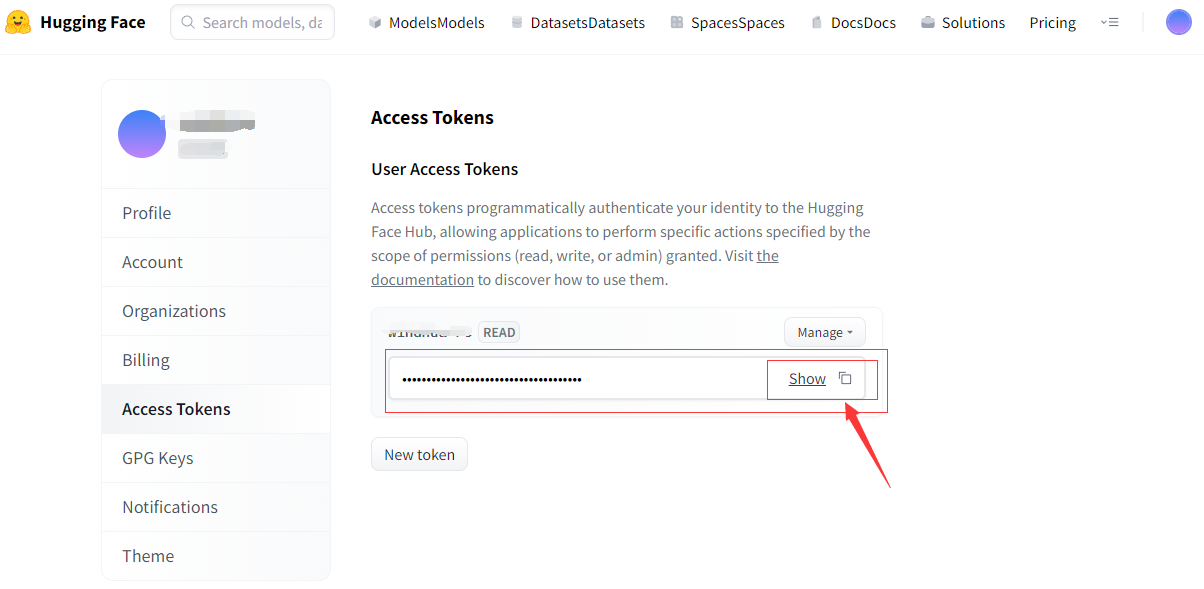 Hugging Face
Search models, da
ModelsModels
DatasetsDatasets
SpacesSpaces
DocsDocs
Solutions
Pricing
Profile
Account
Organizations
Billing
Access Tokens
GPG Keys
Notifications
Theme
Access Tokens
User Access Tokens
Access tokens programmatically authenticate your identity to the Hugging
Face Hub, allowing applications to perform specific actions specified by the
scope of permissions (read, write, or admin) granted. Visit the
documentation to discover how to use them.
READ
Manage
Show
New token